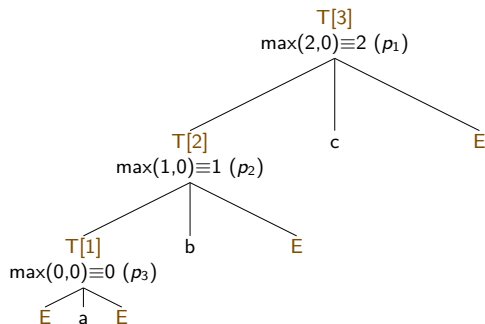 T[3]
max(2,0)≡2 (p₁)
T[2] c E
max(1,0)≡1 (p₂)
T[1] b E
max(0,0)≡0 (p₃)
E a E